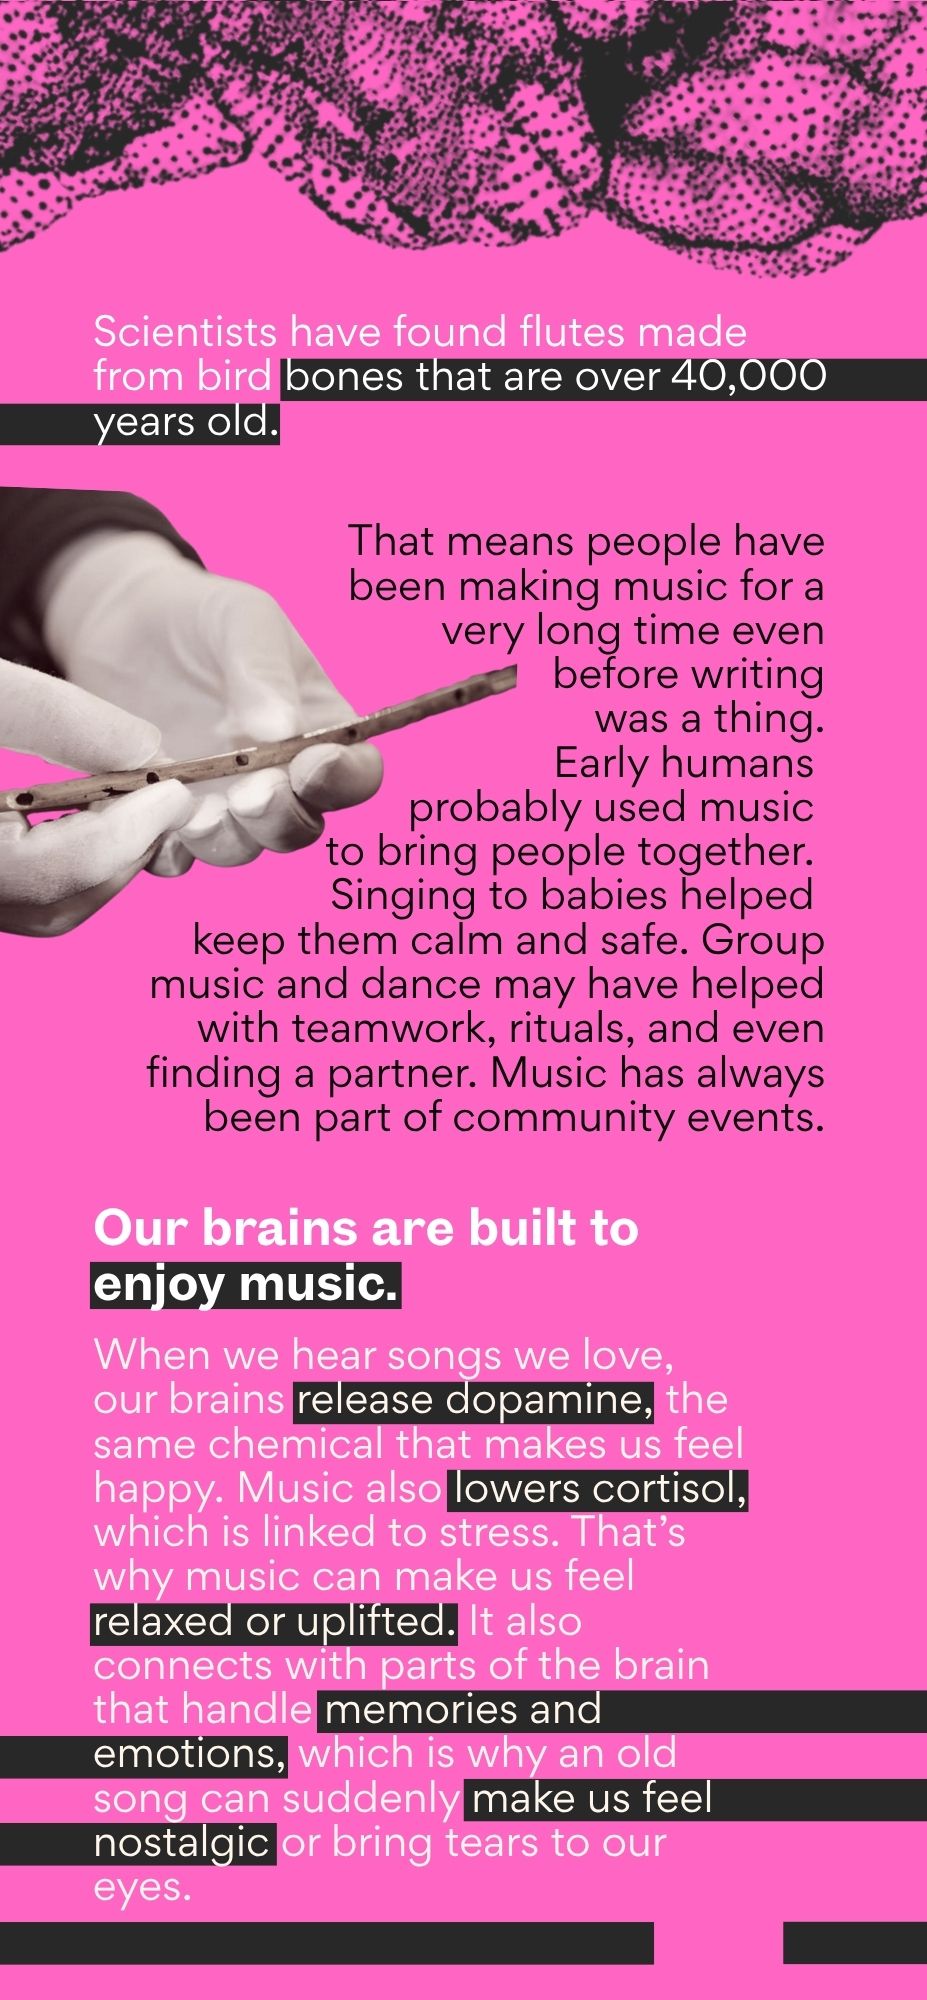 Scientists have found flutes made
from bird bones that are over 40,000
years old.
That means people have
been making music for a
very long time even
before writing
was a thing.
Early humans
probably used music
to bring people together.
Singing to babies helped
keep them calm and safe. Group
music and dance may have helped
with teamwork, rituals, and even
finding a partner. Music has always
been part of community events.
Our brains are built to
enjoy music.
When we hear songs we love,
our brains release dopamine, the
same chemical that makes us feel
happy. Music also lowers cortisol,
which is linked to stress. That’s
why music can make us feel
relaxed or uplifted. It also
connects with parts of the brain
that handle memories and
emotions, which is why an old
song can suddenly make us feel
nostalgic or bring tears to our
eyes.